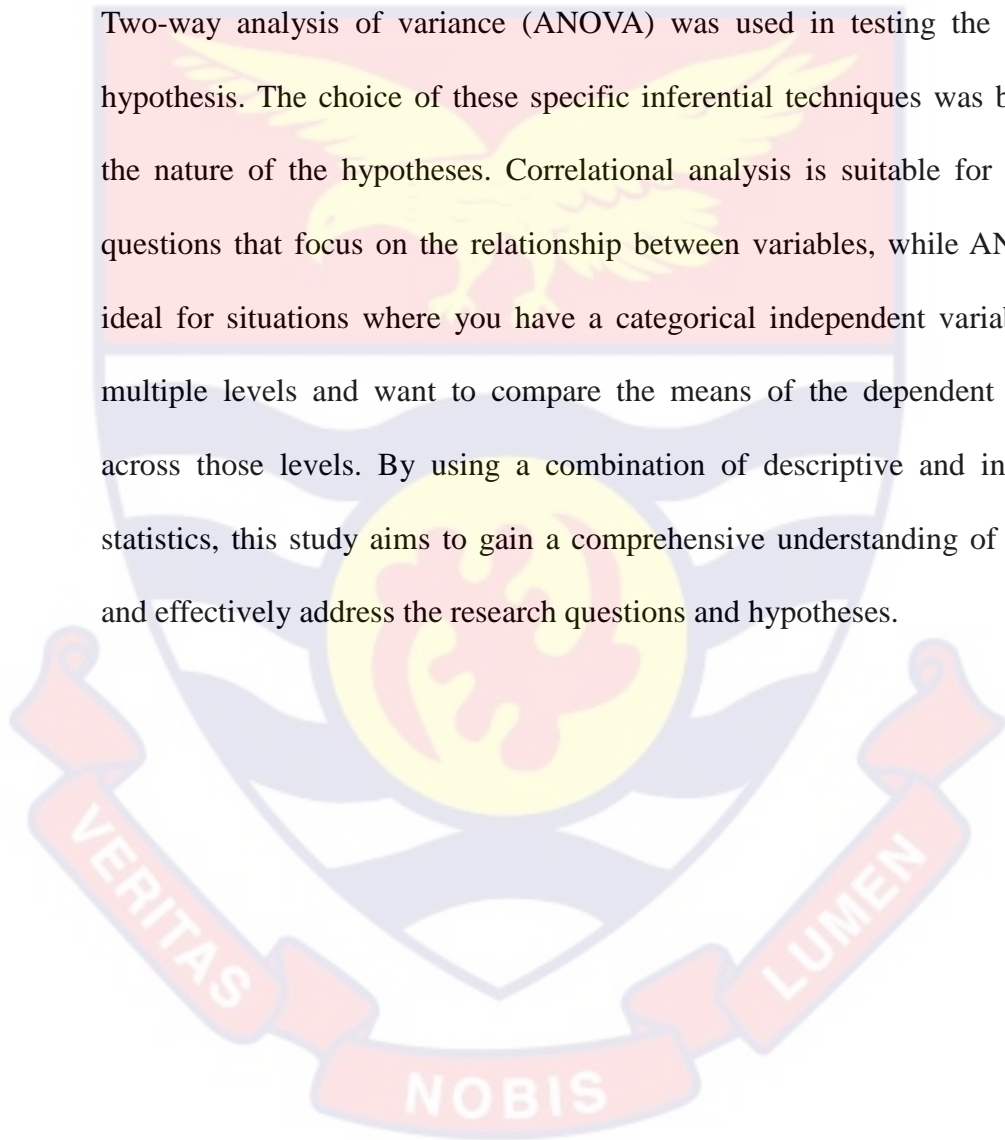 Two-way analysis of variance (ANOVA) was used in testing the
hypothesis. The choice of these specific inferential techniques was b
the nature of the hypotheses. Correlational analysis is suitable for
questions that focus on the relationship between variables, while AN
ideal for situations where you have a categorical independent varia
multiple levels and want to compare the means of the dependent
across those levels. By using a combination of descriptive and in
statistics, this study aims to gain a comprehensive understanding of
and effectively address the research questions and hypotheses.
VERITAS
NOBIS
LUMEN